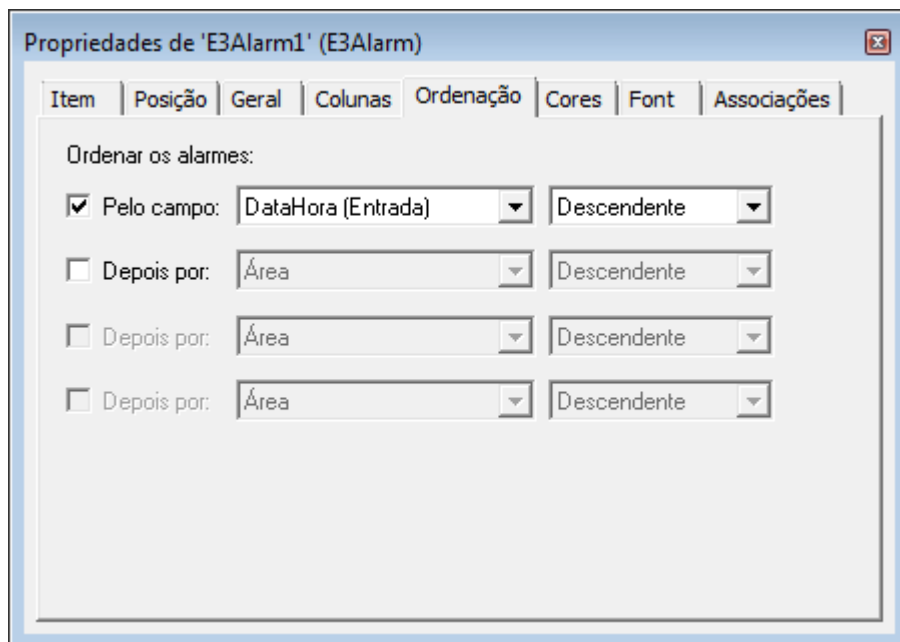 Propriedades de 'E3Alarm1' (E3Alarm)
Item Posição Geral Colunas Ordenação Cores Font Associações
Ordenar os alarmes:
Pelo campo: DataHora (Entrada) Descendente
Depois por: Área Descendente
Depois por: Área Descendente
Depois por: Área Descendente